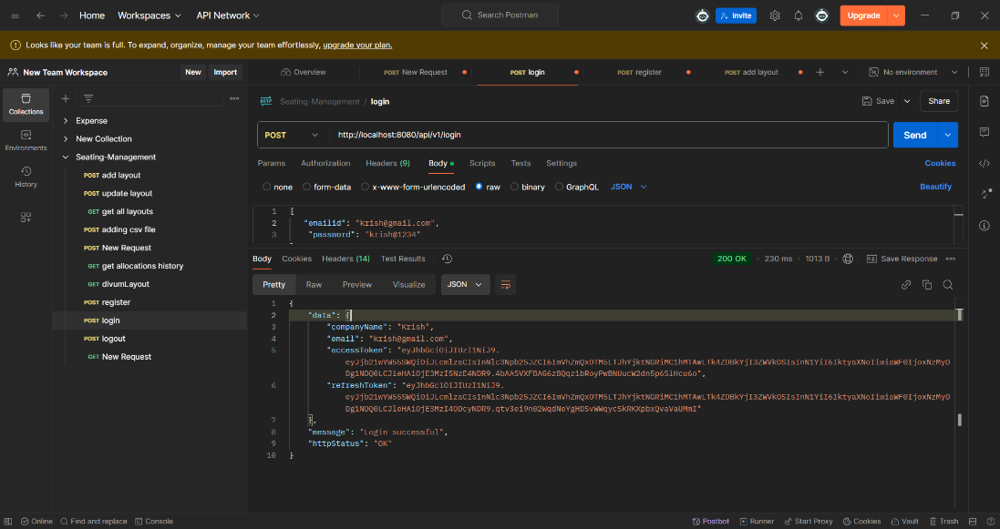 Home Workspaces API Network Search Postman Invite Upgrade
Looks like your team is full. To expand, organize, manage your team effortlessly, upgrade your plan.
New Team Workspace New Import Overview POST New Request POST login POST register POST add layout No environment
Collections
Environments
History
Expense
New Collection
Seating-Management
POST add layout
POST update layout
GET get all layouts
POST adding csv file
POST New Request
GET get allocations history
GET divumLayout
POST register
POST login
POST logout
GET New Request
HTTP Seating-Management / login Save Share
POST http://localhost:8080/api/v1/login Send
Params Authorization Headers (9) Body Scripts Tests Settings Cookies
none form-data x-www-form-urlencoded raw binary GraphQL JSON Beautify
1 {
2 "emailid": "krish@gmail.com",
3 "password": "krish@1234"
Body Cookies Headers (14) Test Results 200 OK • 230 ms • 1013 B • Save Response
Pretty Raw Preview Visualize JSON
1 {
2 "data": {
3 "companyName": "Krish",
4 "email": "krish@gmail.com",
5 "accessToken": "eyJhbGciOiJIUzI1NiJ9.
6 "refreshToken": "eyJhbGciOiJIUzI1NiJ9.
7 },
8 "message": "Login successful",
9 "httpStatus": "OK"
10 }
Online Find and replace Console Postbot Runner Start Proxy Cookies Vault Trash